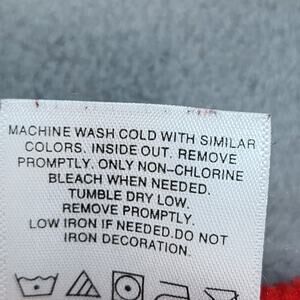 MACHINE WASH COLD WITH SIMILAR
COLORS. INSIDE OUT. REMOVE
PROMPTLY. ONLY NON-CHLORINE
BLEACH WHEN NEEDED.
TUMBLE DRY LOW.
REMOVE PROMPTLY.
LOW IRON IF NEEDED.DO NOT
IRON DECORATION.